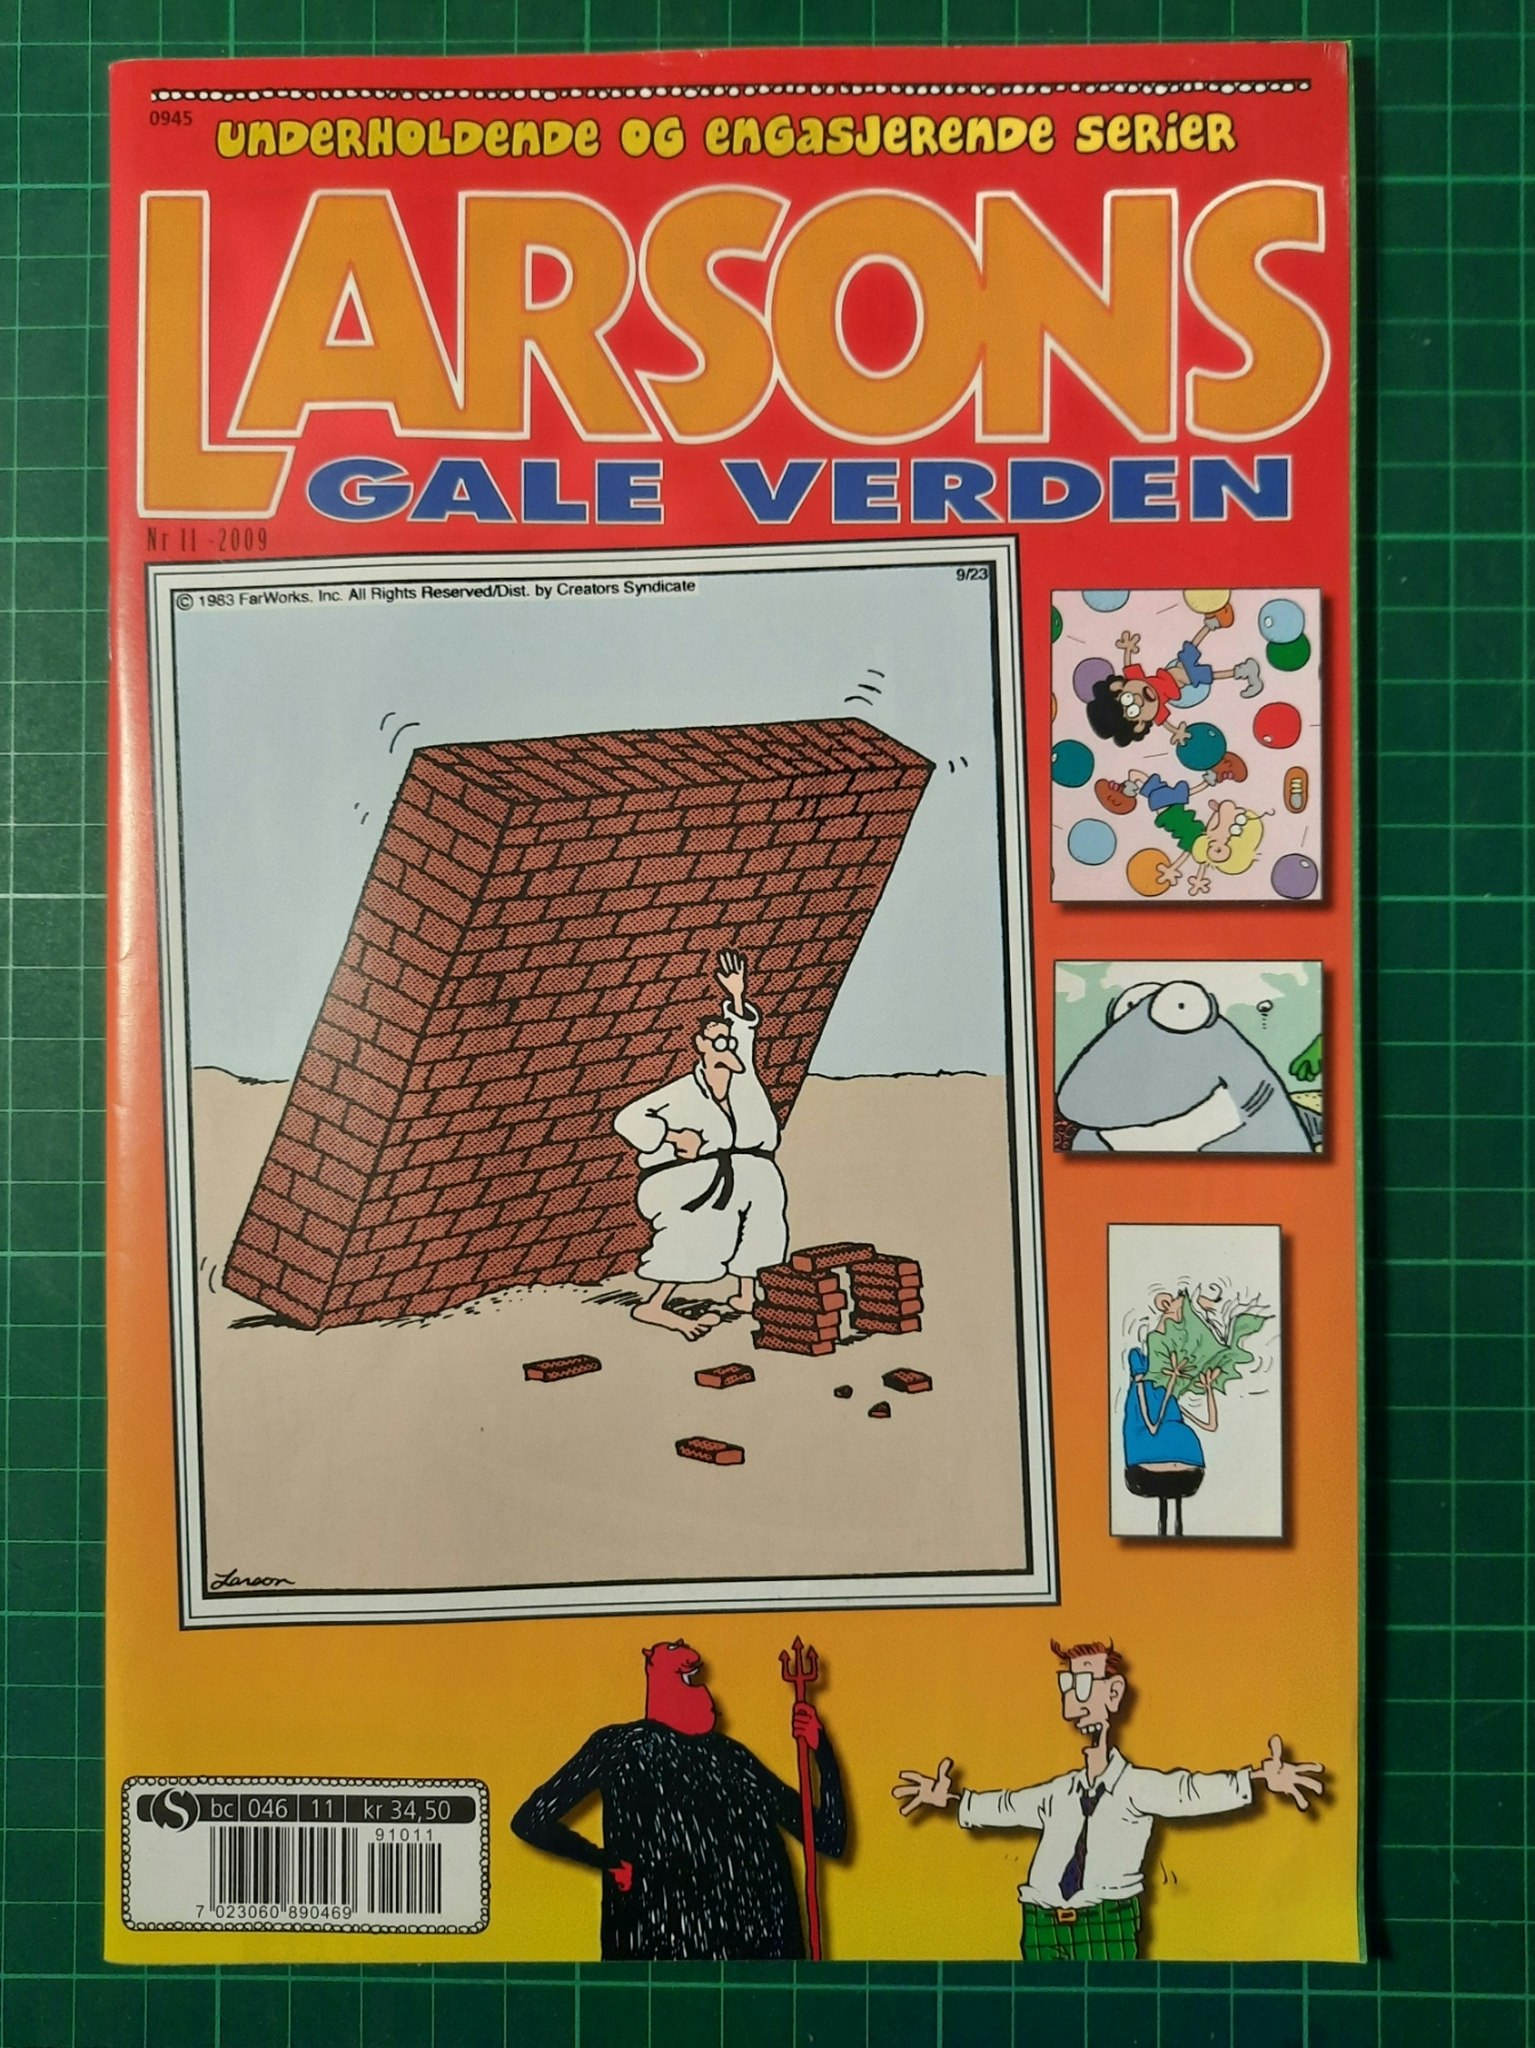 0945
UNDERHOLDENDE OG ENGASJERENDE SERIER
LARSONS
GALE VERDEN
Nr 11 - 2009
© 1983 FarWorks, Inc. All Rights Reserved/Dist. by Creators Syndicate
9/23
Larson
S bc 046 11 kr 34,50
91011
7 023060 890469